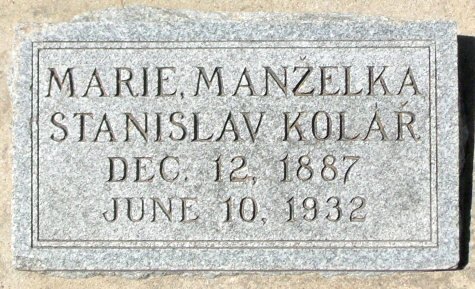 MARIE, MANŽELKA
STANISLAV KOLÁŘ
DEC. 12, 1887
JUNE 10, 1932